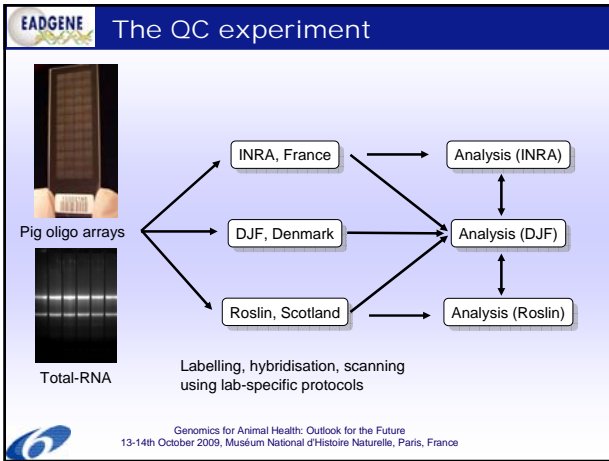 EADGENE
The QC experiment
INRA, France
Analysis (INRA)
Pig oligo arrays
DJF, Denmark
Analysis (DJF)
Roslin, Scotland
Analysis (Roslin)
Total-RNA
Labelling, hybridisation, scanning
using lab-specific protocols
Genomics for Animal Health: Outlook for the Future
13-14th October 2009, Muséum National d'Histoire Naturelle, Paris, France
6